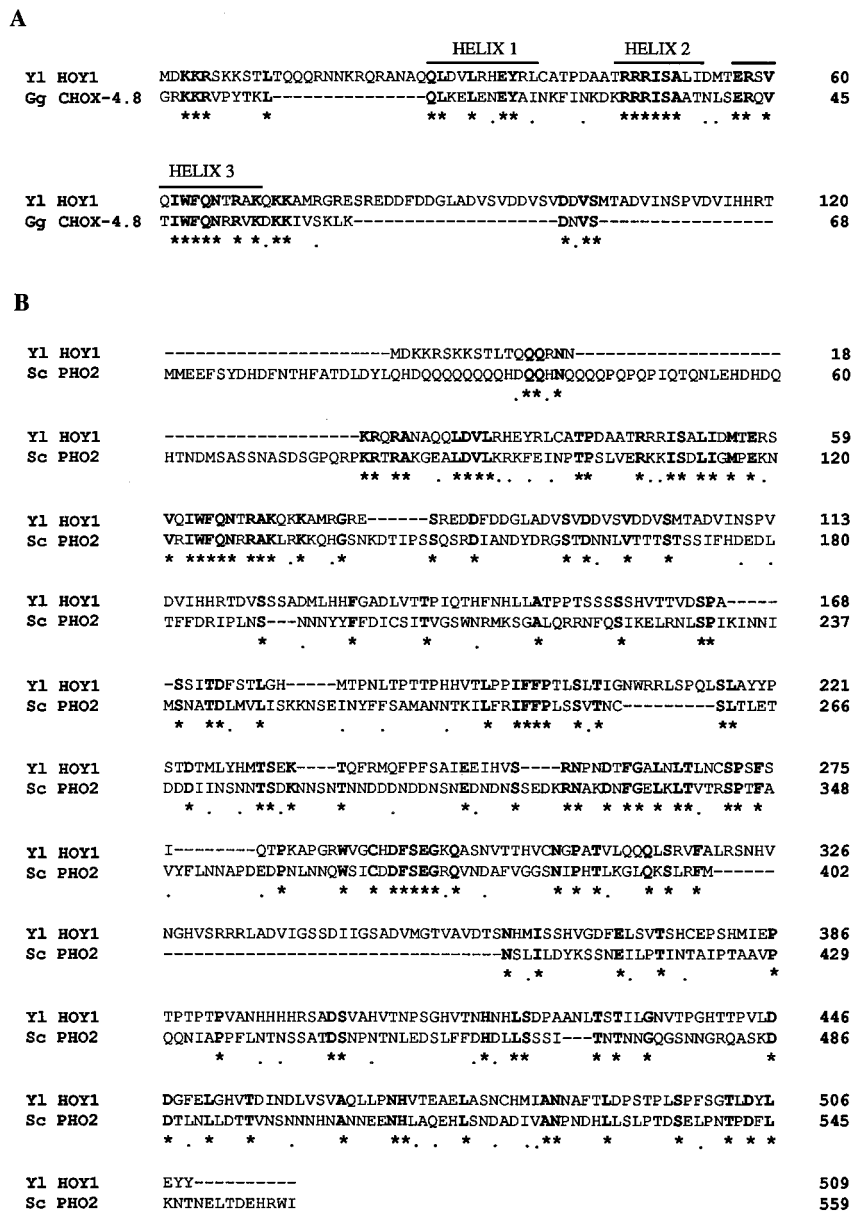 A
HELIX 1 HELIX 2
Yl HOY1 MDKKRSKKSTLTQQQRNNKRQRANAQQLDVLRHEYRLCATPDAATRRRISALIDMTERSV 60
Gg CHOX-4.8 GRKKRVPYTKL---------------QLKELENEYAINKFINKDKRRRISAATNLSERQV 45
*** * ** * ** . . ****** .. ** *
HELIX 3
Yl HOY1 QIWFQNTRAKQKKAMRGRESREDDFDDGLADVSVDDVSVDDVSMTADVINSPVDVIHHRT 120
Gg CHOX-4.8 TIWFQNRRVKDKKIVSKLK--------------------DNVS----------------- 68
***** * *.** . *.**
B
Yl HOY1 ----------------------MDKKRSKKSTLTQQQRNN-------------------- 18
Sc PHO2 MMEEFSYDHDFNTHFATDLDYLQHDQQQQQQQQHDQQHNQQQQPQPQPIQTQNLEHDHDQ 60
.**.*
Yl HOY1 -------------------KRQRANAQQLDVLRHEYRLCATPDAATRRRISALIDMTERS 59
Sc PHO2 HTNDMSASSNASDSGPQRPKRTRAKGEALDVLKRKFEINPTPSLVERKKISDLIGMPEKN 120
** ** ****. . . . ** * .** ** * *.
Yl HOY1 VQIWFQNTRAKQKKAMRGRE------SREDDFDDGLADVSVDDVSVDDVSMTADVINSPV 113
Sc PHO2 VRIWFQNRRAKLRKKQHGSNKDTIPSSQSRDIANDYDRGSTDNNLVTTTSTSSIFHDEDL 180
* ***** *** .* * * * *.* * * . .
Yl HOY1 DVIHHRTDVSSSADMLHHFGADLVTTPIQTHFNHLLATPPTSSSSSHVTTVDSPA----- 168
Sc PHO2 TFFDRIPLNS---NNNYYFFDICSITVGSWNRMKSGALQRRNFQSIKELRNLSPIKINNI 237
* * * . * * **
Yl HOY1 -SSITDFSTLGH-----MTPNLTPTTPHHVTLPPIFFPTLSLTIGNWRRLSPQLSLAYYP 221
Sc PHO2 MSNATDLMVLISKKNSEINYFFSAMANNTKILFRIFFPLSSVTNC---------SLTLET 266
* **. * . . . * **** * * **
Yl HOY1 STDTMLYHMTSEK----TQFRMQFPFSAIEEIHVS----RNPNDTFGALNLTLNCSPSFS 275
Sc PHO2 DDDIINSNNTSDKNNSNTNNDDNDDNSNEDNDNSSEDKRNAKDNFGELKLTVTRSPTFA 348
* . . **.* * . . * * ** * ** * ** ** *
Yl HOY1 I---------QTPKAPGRWVGCHDFSEGKQASNVTTHVCNGPATVLQQQLSRVFALRSNHV 326
Sc PHO2 VYFLNNAPDEDPNLNNQWSICDDFSEGRQVNDAFVGGSNIPHTLKGLQKSLRFM------ 402
. * * * *****.* * * * ** *
Yl HOY1 NGHVSRRRLADVIGSSDIIGSADVMGTVAVDTSNHMISSHVGDFELSVTSHCEPSHMIEP 386
Sc PHO2 ---------------------------------NSLILDYKSSNEILPTINTAIPTAAVP 429
* .* *. * . *
Yl HOY1 TPTPTPVANHHHHRSADSVAHVTNPSGHVTNHNHLSDPAANLTSTILGNVTPGHTTPVLD 446
Sc PHO2 QQNIAPPFLNTNSSATDSNPNTNLEDSLFFDHDLLSSSI---TNTNNGQGSNNGRQASKD 486
* . . ** . . *. ** * * * *
Yl HOY1 DGFELGHVTDINDLVSVAQLLPNHVTEAELASNCHMIANNAFTLDPSTPLSPFSGTLDYL 506
Sc PHO2 DTLNLLDTTVNSNNNHNANNEENHLAQEHLSNDADIVANPNDHLLSLPTDSELPNTPDFL 545
* .* .* . * **. .*. . .** * * . * * *
Yl HOY1 EYY---------- 509
Sc PHO2 KNTNELTDEHRWI 559